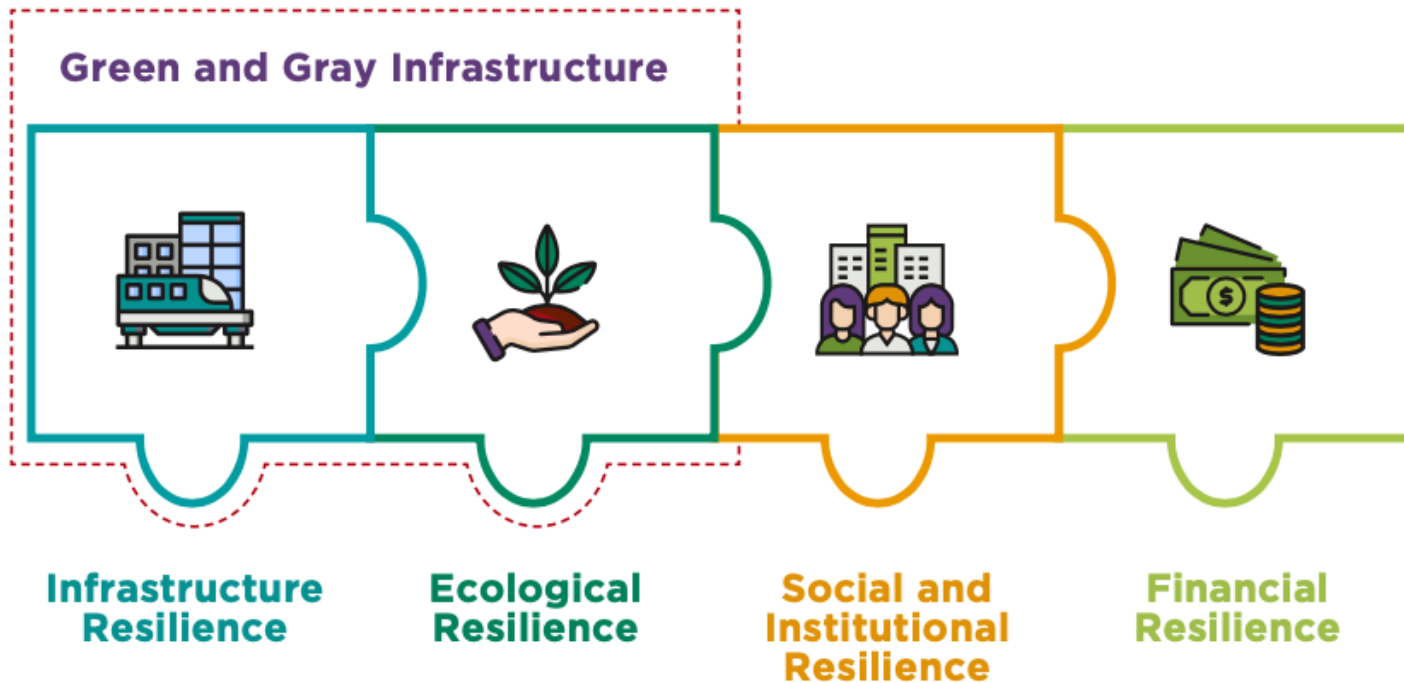 Green and Gray Infrastructure
$
Infrastructure
Resilience
Ecological
Resilience
Social and
Institutional
Resilience
Financial
Resilience